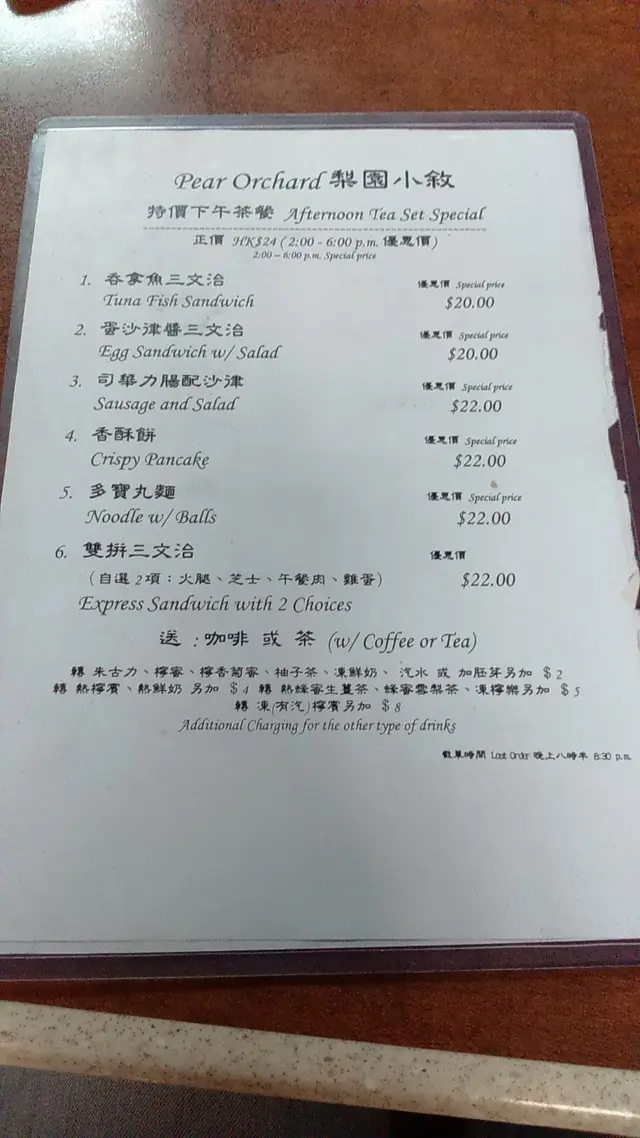 Pear Orchard 梨園小敘
特價下午茶餐 Afternoon Tea Set Special
正價 HK$24 ( 2:00 - 6:00 p.m. 優惠價 )
2:00 – 6:00 p.m. Special price
1. 吞拿魚三文治 優惠價 Special price
Tuna Fish Sandwich $20.00
2. 蛋沙律醬三文治 優惠價 Special price
Egg Sandwich w/ Salad $20.00
3. 司華力腸配沙律 優惠價 Special price
Sausage and Salad $22.00
4. 香酥餅 優惠價 Special price
Crispy Pancake $22.00
5. 多寶丸麵 優惠價 Special price
Noodle w/ Balls $22.00
6. 雙拼三文治 優惠價
（自選 2 項：火腿、芝士、午餐肉、雞蛋） $22.00
Express Sandwich with 2 Choices
送 : 咖啡 或 茶 (w/ Coffee or Tea)
轉 朱古力、檸蜜、檸香菊蜜、柚子茶、凍鮮奶、 汽水 或 加胚芽另加 $ 2
轉 熱檸賓、熱鮮奶 另加 $ 4 轉 熱蜂蜜生薑茶、蜂蜜雪梨茶、凍檸樂另加 $ 5
轉 凍(有汽)檸賓另加 $ 8
Additional Charging for the other type of drinks
截單時間 Last Order 晚上八時半 8:30 p.m.